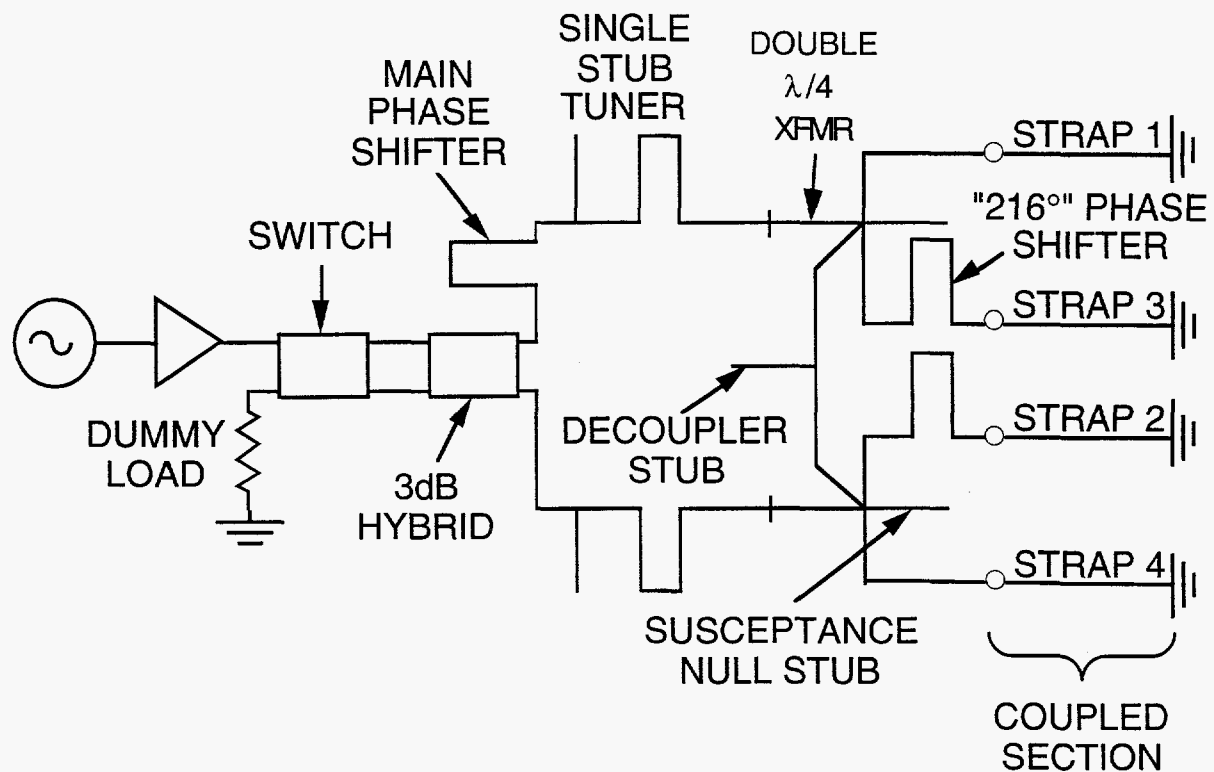 SINGLE
STUB
TUNER
DOUBLE
λ/4
XFMR
MAIN
PHASE
SHIFTER
STRAP 1
"216°" PHASE
SHIFTER
SWITCH
STRAP 3
DUMMY
LOAD
3dB
HYBRID
DECOUPLER
STUB
STRAP 2
STRAP 4
SUSCEPTANCE
NULL STUB
COUPLED
SECTION